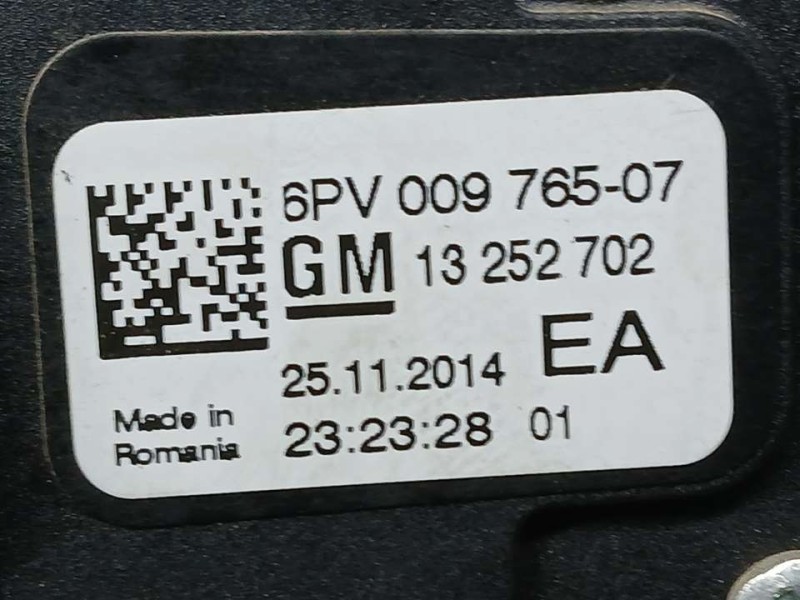 6PV 009 765-07
GM 13 252 702
25.11.2014 EA
Made in
Romania
23:23:28 01